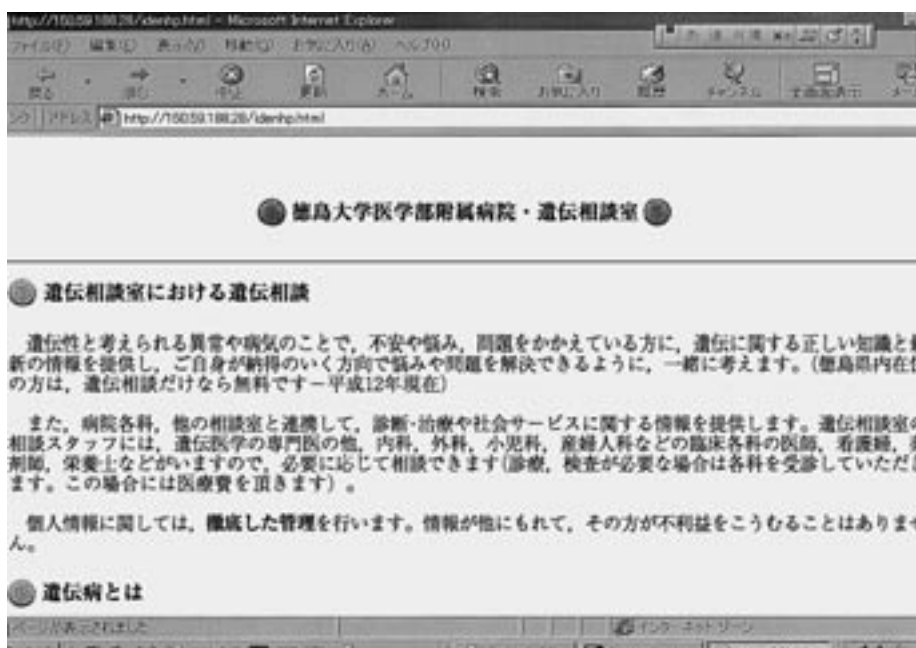 http://150.59.188.28/idenhp.html - Microsoft Internet Explorer
ファイル(F) 編集(E) 表示(V) 移動(G) お気に入り(A) ヘルプ(H)
戻る 進む 中止 更新 ホーム 検索 お気に入り 履歴 チャンネル 全画面表示
アドレス http://150.59.188.28/idenhp.html
徳島大学医学部附属病院・遺伝相談室
遺伝相談室における遺伝相談
遺伝性と考えられる異常や病気のことで，不安や悩み，問題をかかえている方に，遺伝に関する正しい知識と最
新の情報を提供し，ご自身が納得のいく方向で悩みや問題を解決できるように，一緒に考えます。(徳島県内在住
の方は，遺伝相談だけなら無料です－平成12年現在)
また，病院各科，他の相談室と連携して，診断・治療や社会サービスに関する情報を提供します。遺伝相談室の
相談スタッフには，遺伝医学の専門医の他，内科，外科，小児科，産婦人科などの臨床各科の医師，看護婦，薬
剤師，栄養士などがいますので，必要に応じて相談できます(診療，検査が必要な場合は各科を受診していただき
ます。この場合には医療費を頂きます) 。
個人情報に関しては，徹底した管理を行います。情報が他にもれて，その方が不利益をこうむることはありませ
ん。
遺伝病とは
ページが表示されました
インターネット ゾーン